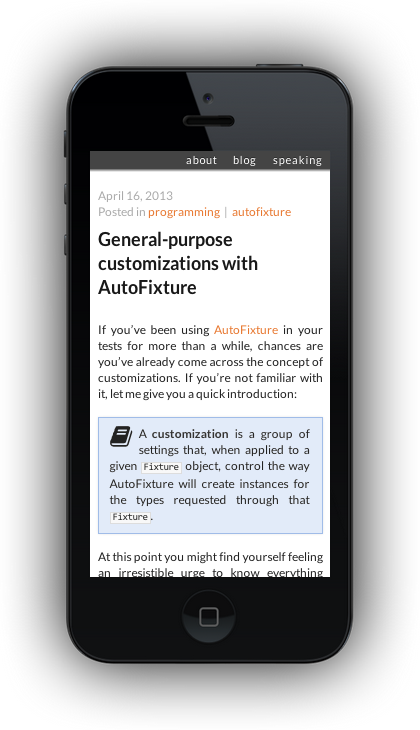 about blog speaking
April 16, 2013
Posted in programming | autofixture
General-purpose
customizations with
AutoFixture
If you've been using AutoFixture in your
tests for more than a while, chances are
you've already come across the concept of
customizations. If you're not familiar with
it, let me give you a quick introduction:
A customization is a group of
settings that, when applied to a
given Fixture object, control the way
AutoFixture will create instances for
the types requested through that
Fixture.
At this point you might find yourself feeling
an irresistible urge to know everything